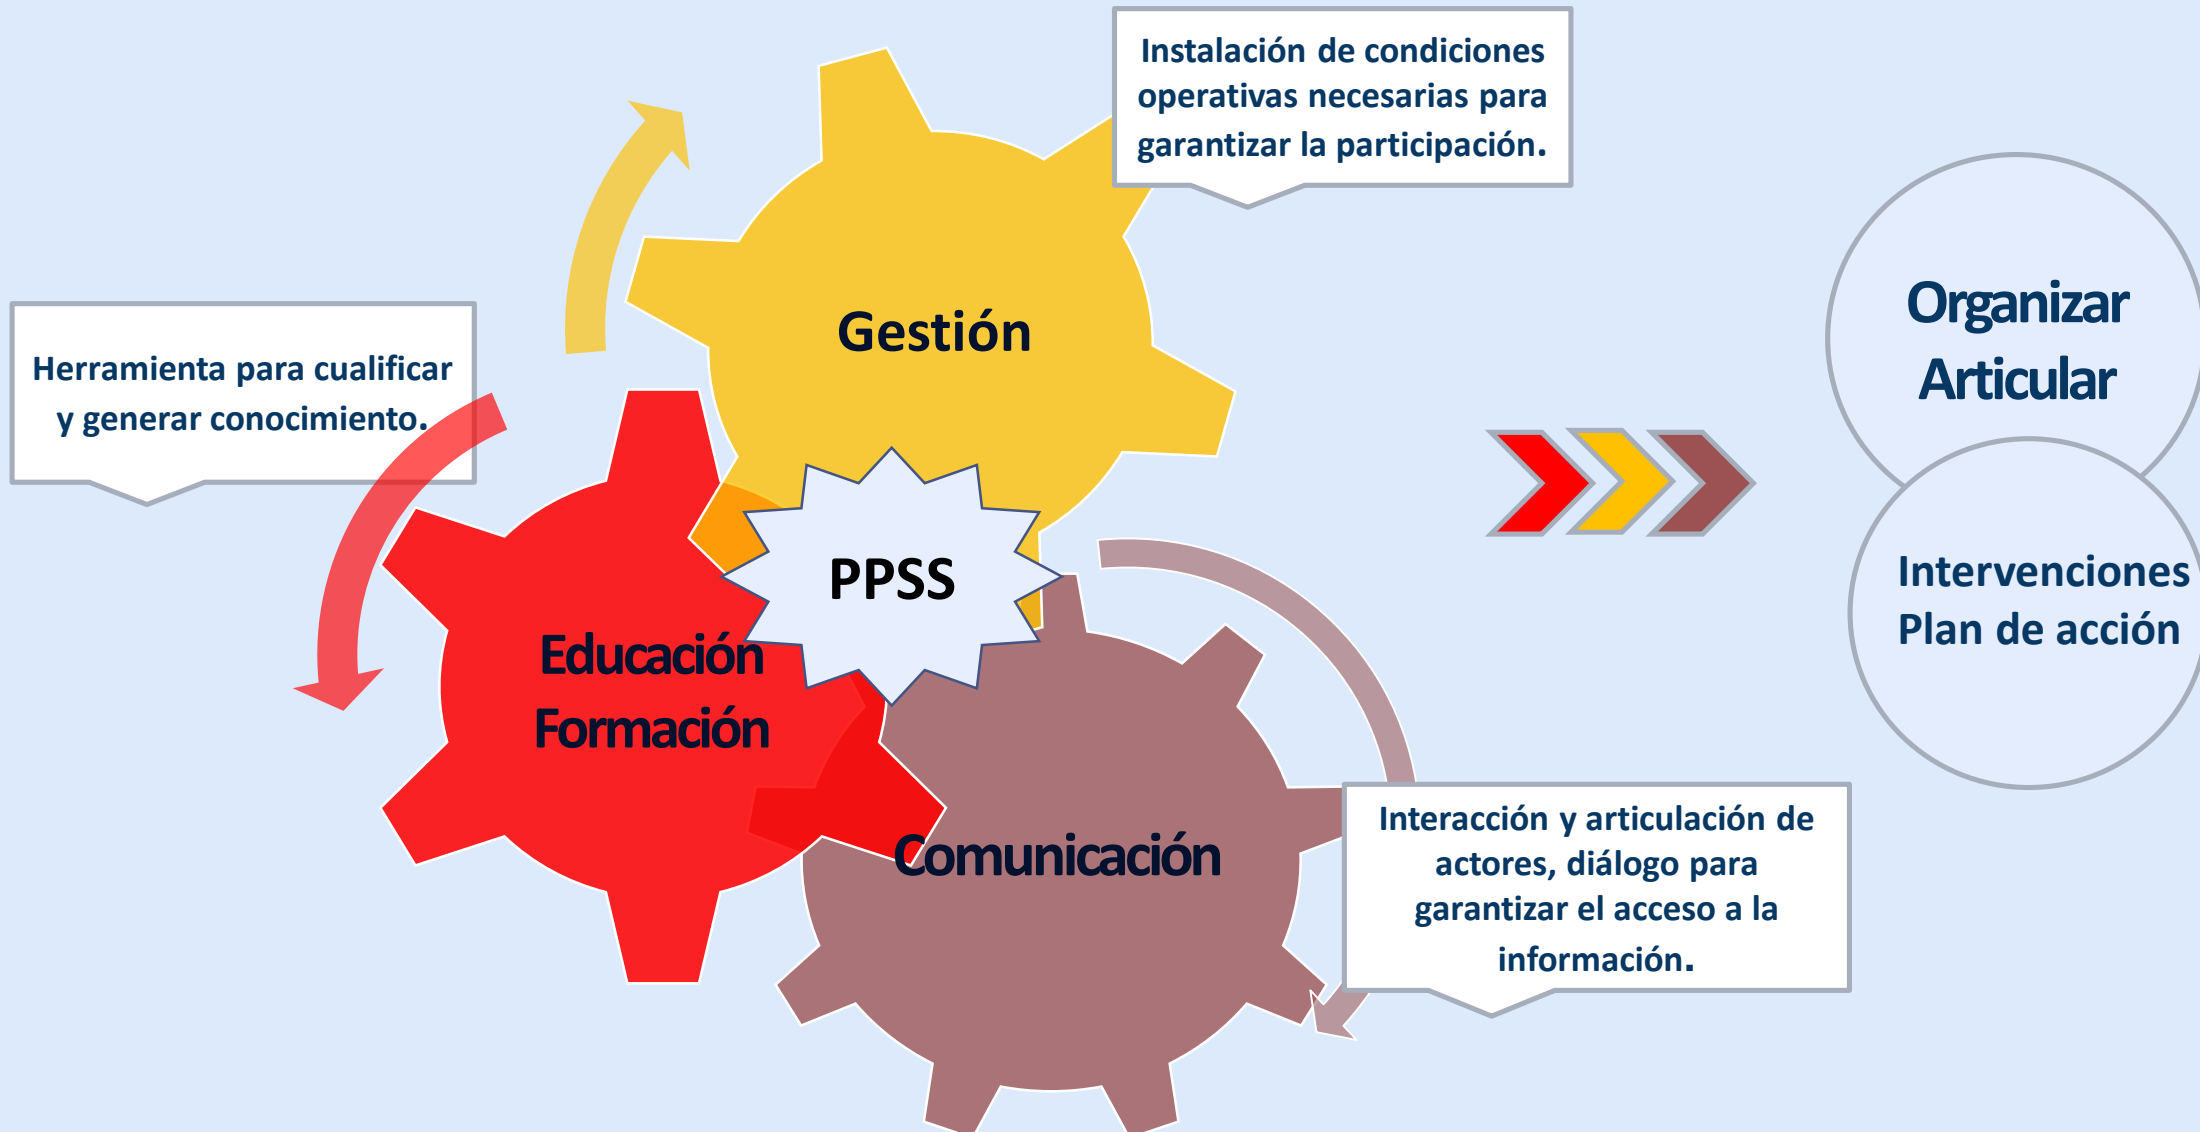 Instalación de condiciones
operativas necesarias para
garantizar la participación.
Gestión
Herramienta para cualificar
y generar conocimiento.
PPSS
Educación
Formación
Comunicación
Interacción y articulación de
actores, diálogo para
garantizar el acceso a la
información.
Organizar
Articular
Intervenciones
Plan de acción